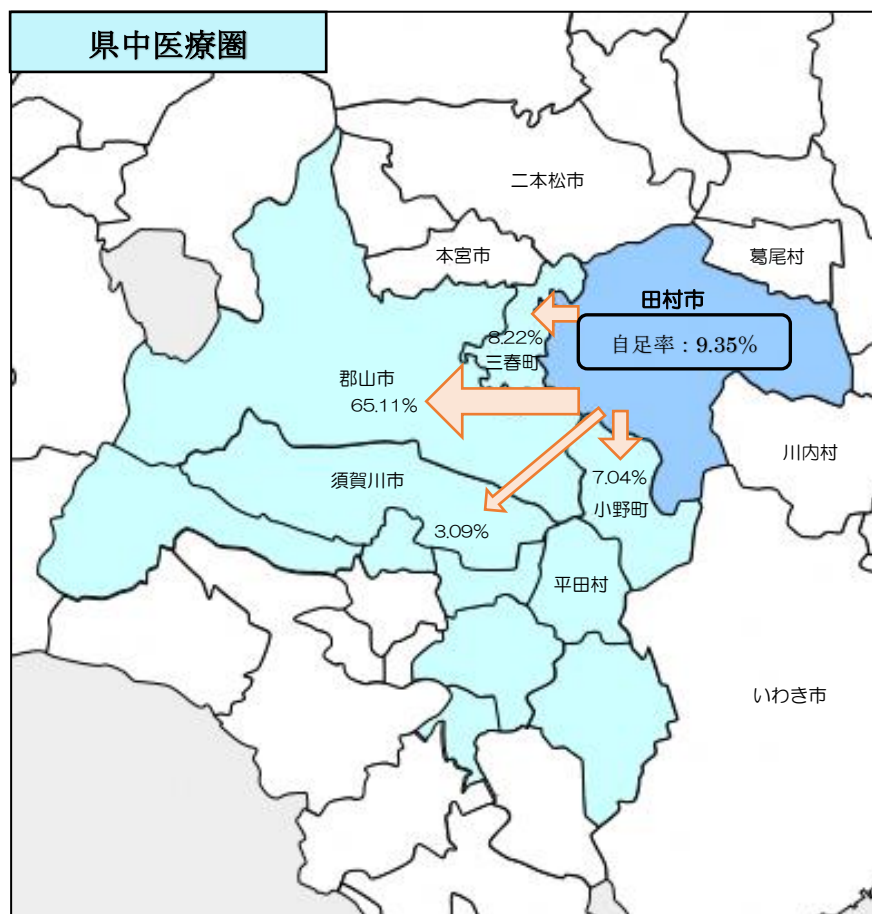 県中医療圏
二本松市
本宮市
葛尾村
田村市
8.22%
三春町
自足率：9.35%
郡山市
65.11%
川内村
須賀川市
7.04%
小野町
3.09%
平田村
いわき市